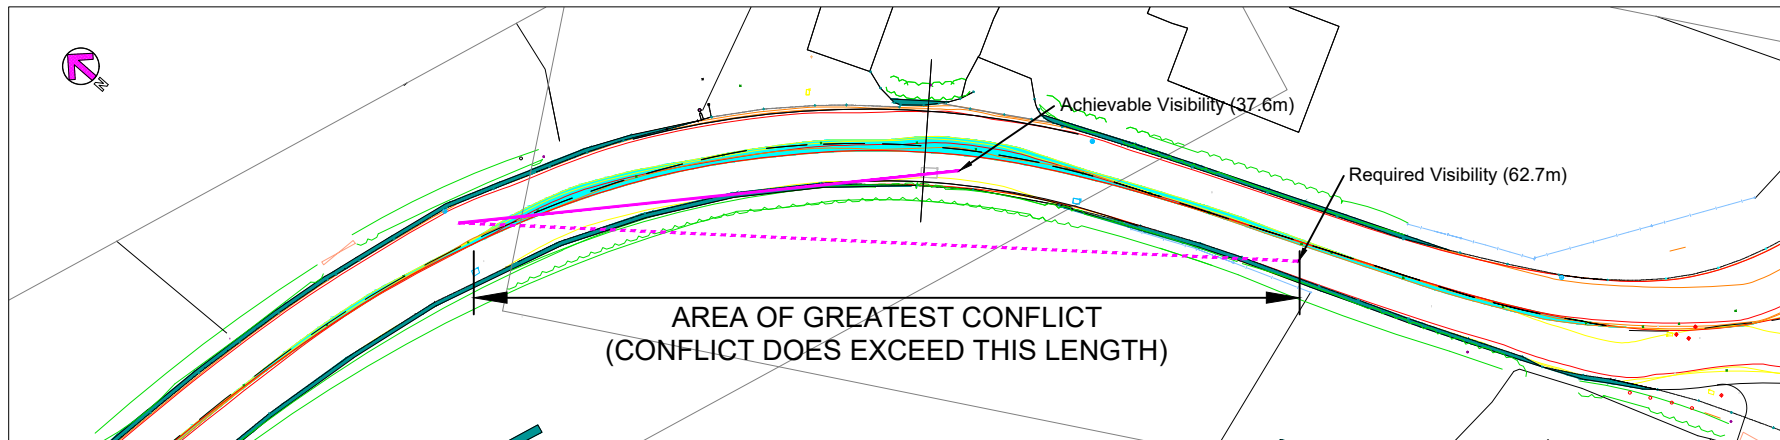 N
Achievable Visibility (37.6m)
Required Visibility (62.7m)
AREA OF GREATEST CONFLICT
(CONFLICT DOES EXCEED THIS LENGTH)